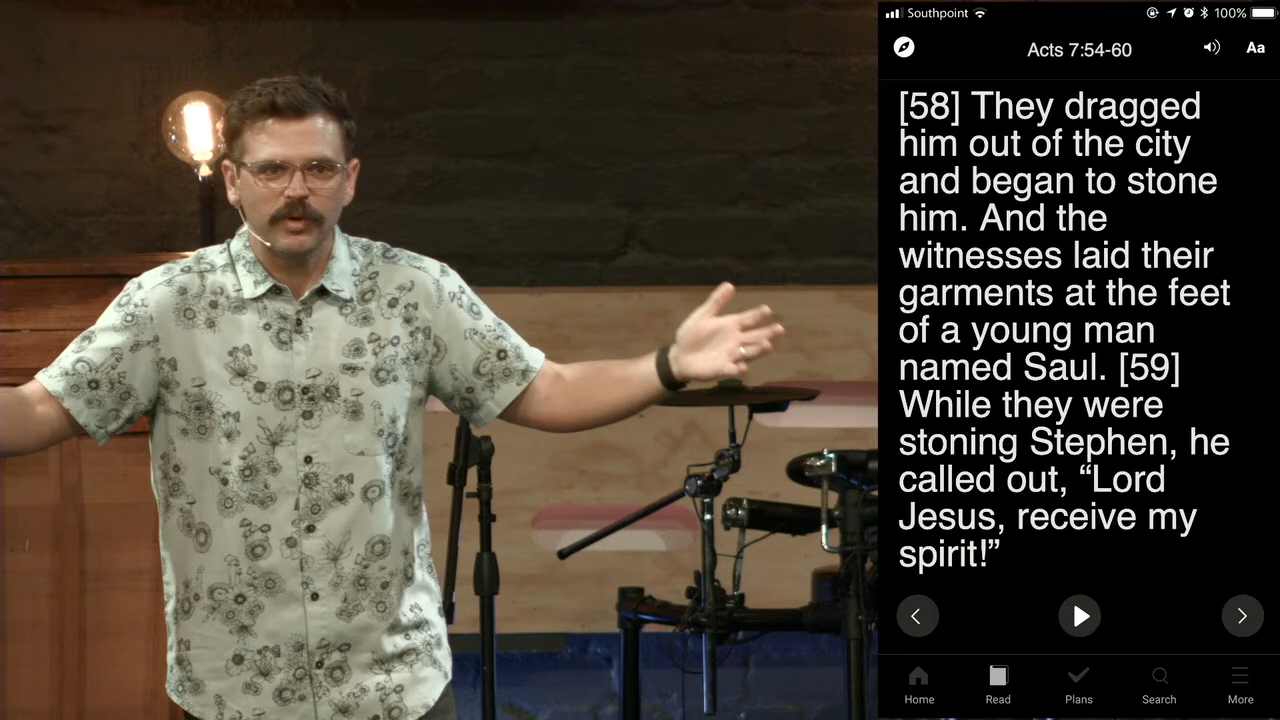 Southpoint
100%
Acts 7:54-60
Aa
[58] They dragged
him out of the city
and began to stone
him. And the
witnesses laid their
garments at the feet
of a young man
named Saul. [59]
While they were
stoning Stephen, he
called out, “Lord
Jesus, receive my
spirit!”
Home
Read
Plans
Search
More